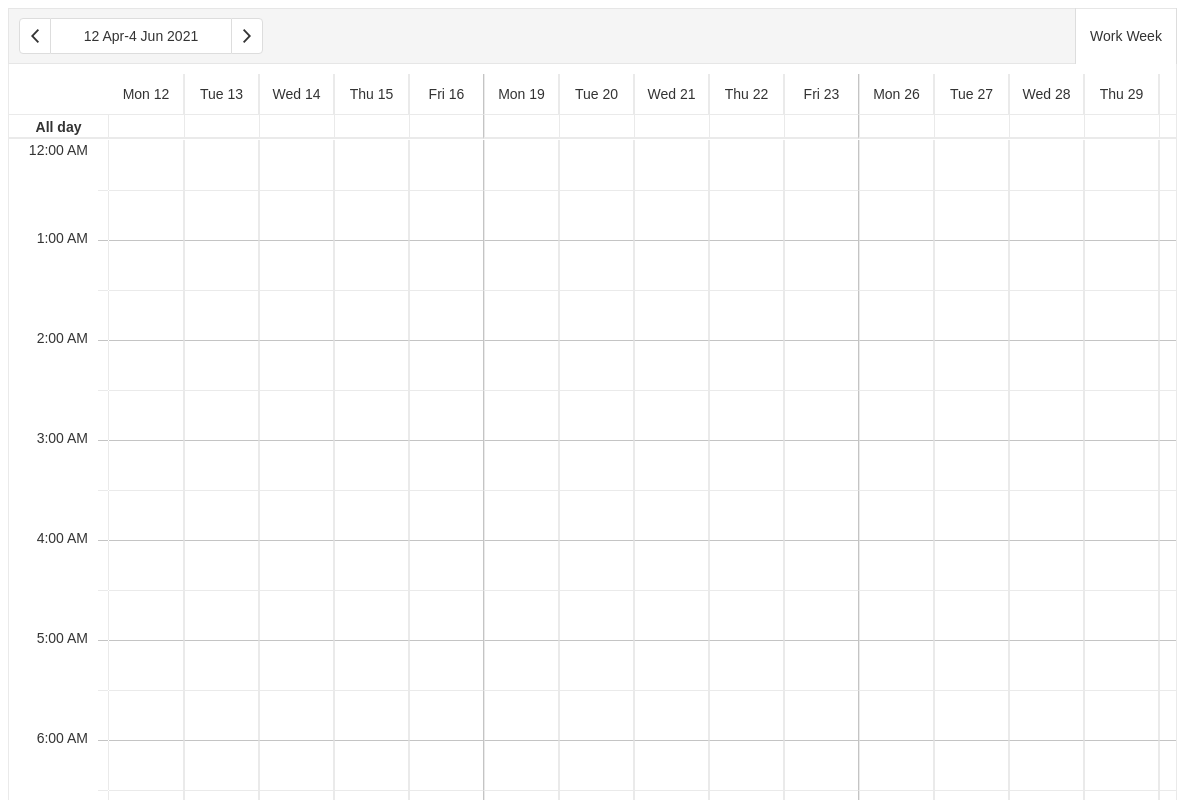 12 Apr-4 Jun 2021
Work Week
Mon 12 Tue 13 Wed 14 Thu 15 Fri 16 Mon 19 Tue 20 Wed 21 Thu 22 Fri 23 Mon 26 Tue 27 Wed 28 Thu 29
All day
12:00 AM
1:00 AM
2:00 AM
3:00 AM
4:00 AM
5:00 AM
6:00 AM